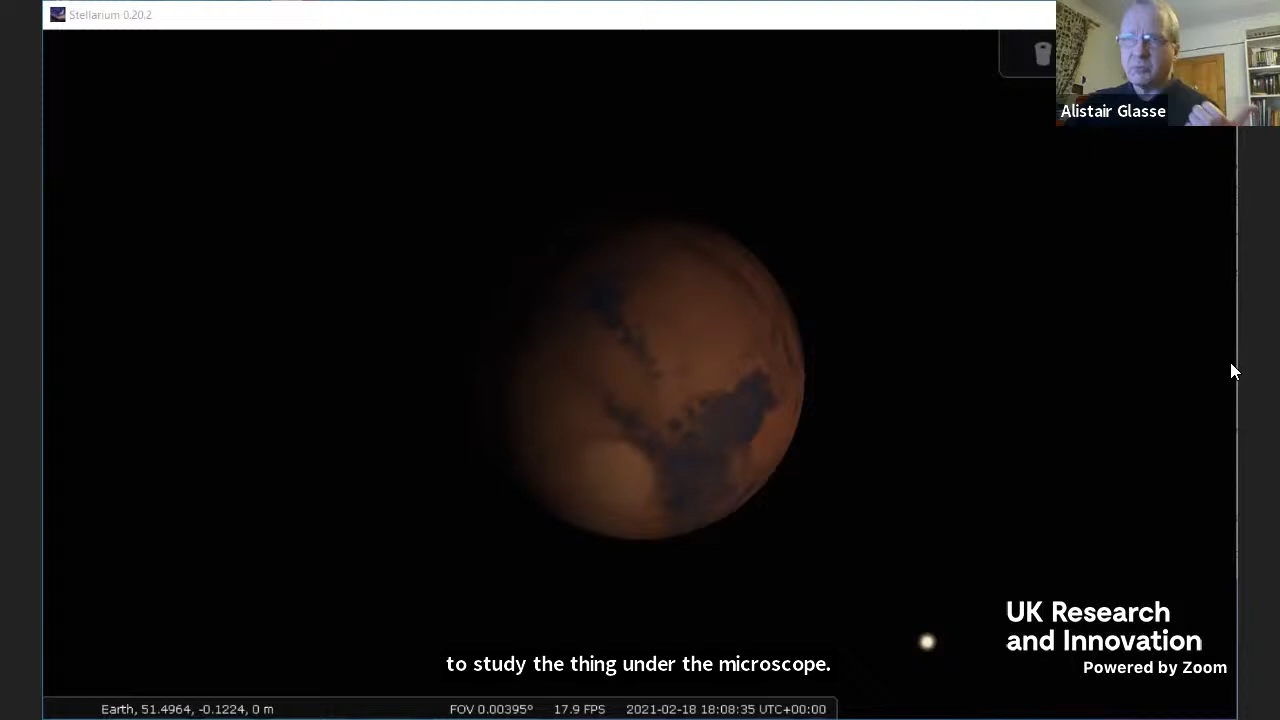 Stellarium 0.20.2
Alistair Glasse
UK Research
and Innovation
to study the thing under the microscope.
Powered by Zoom
Earth, 51.4964, -0.1224, 0 m FOV 0.00395° 17.9 FPS 2021-02-18 18:08:35 UTC+00:00